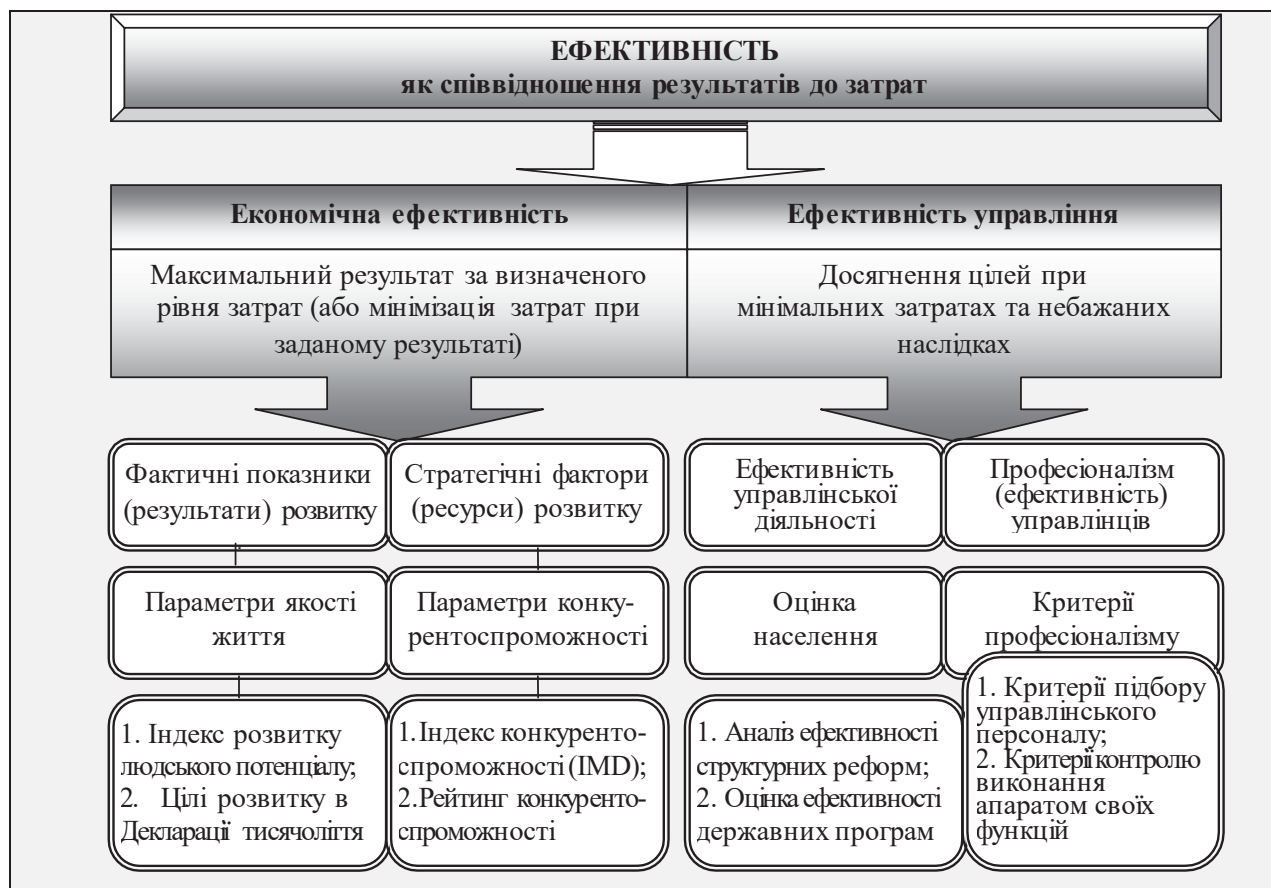 ЕФЕКТИВНІСТЬ
як співвідношення результатів до затрат
Економічна ефективність
Максимальний результат за визначеного
рівня затрат (або мінімізація затрат при
заданому результаті)
Ефективність управління
Досягнення цілей при
мінімальних затратах та небажаних
наслідках
Фактичні показники
(результати) розвитку
Стратегічні фактори
(ресурси) розвитку
Ефективність
управлінської
діяльності
Професіоналізм
(ефективність)
управлінців
Параметри якості
життя
Параметри конку-
рентоспроможності
Оцінка
населення
Критерії
професіоналізму
1. Індекс розвитку
людського потенціалу;
2. Цілі розвитку в
Декларації тисячоліття
1. Індекс конкуренто-
спроможності (IMD);
2. Рейтинг конкуренто-
спроможності
1. Аналіз ефективності
структурних реформ;
2. Оцінка ефективності
державних програм
1. Критерії підбору
управлінського
персоналу;
2. Критерії контролю
виконання
апаратом своїх
функцій